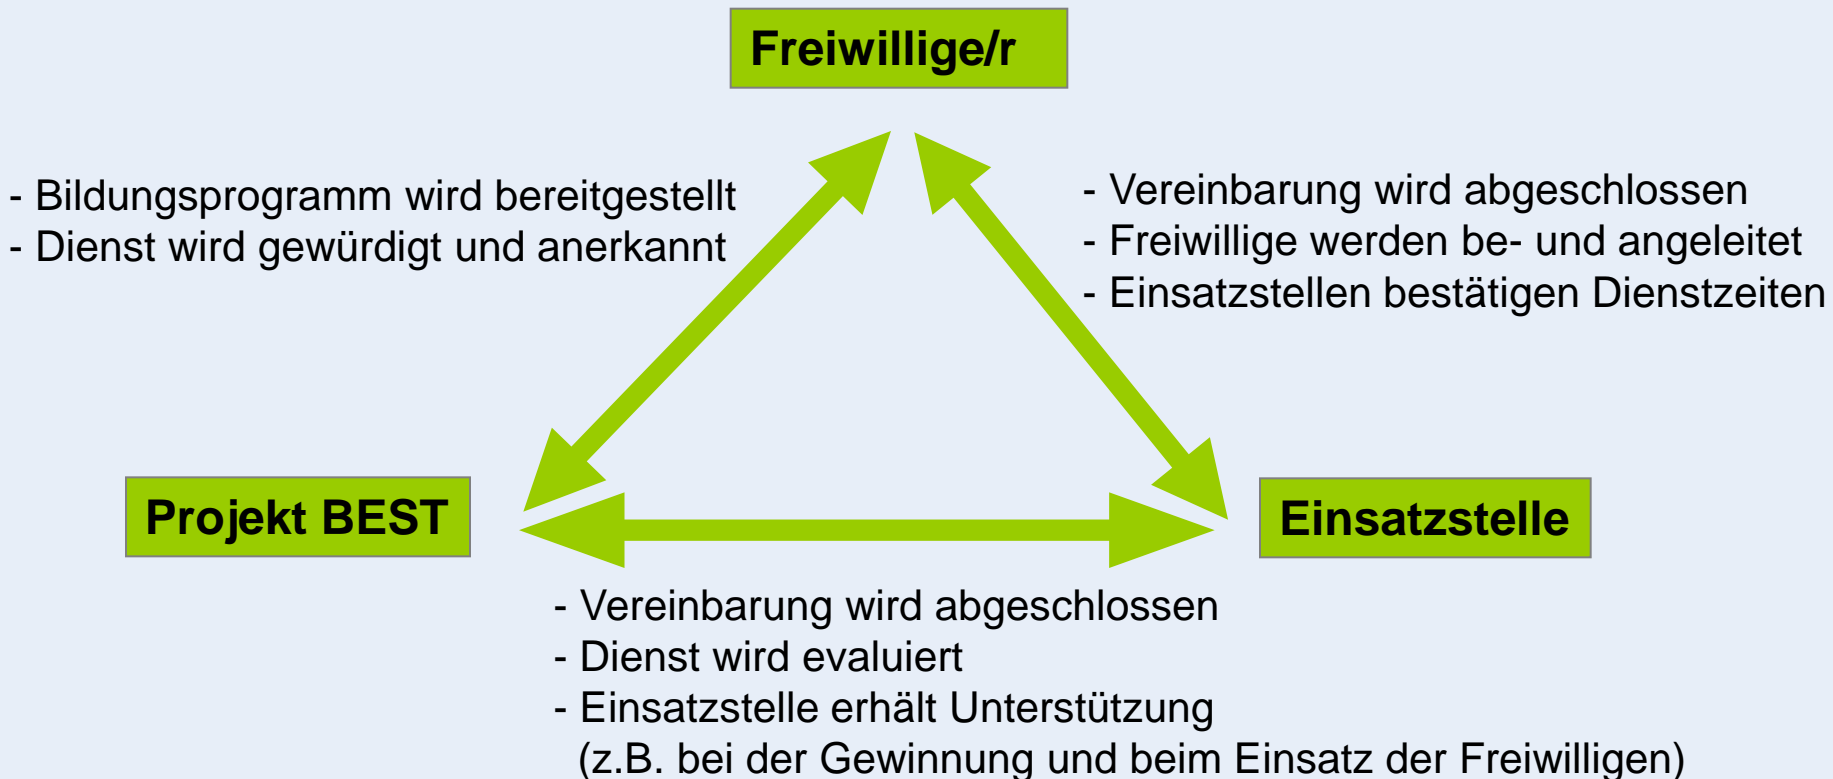 Freiwillige/r
- Bildungsprogramm wird bereitgestellt
- Dienst wird gewürdigt und anerkannt
- Vereinbarung wird abgeschlossen
- Freiwillige werden be- und angeleitet
- Einsatzstellen bestätigen Dienstzeiten
Projekt BEST
Einsatzstelle
- Vereinbarung wird abgeschlossen
- Dienst wird evaluiert
- Einsatzstelle erhält Unterstützung
(z.B. bei der Gewinnung und beim Einsatz der Freiwilligen)